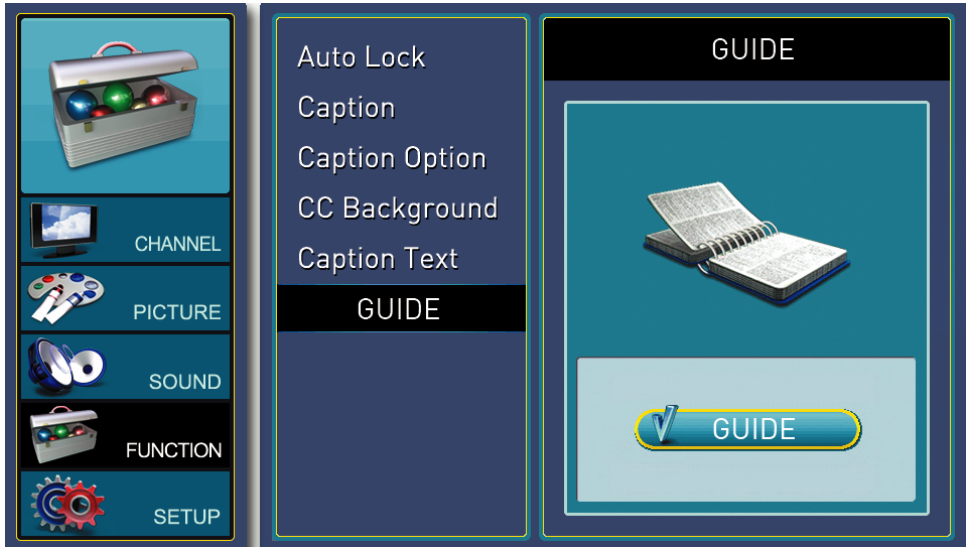 CHANNEL
PICTURE
SOUND
FUNCTION
SETUP
Auto Lock
Caption
Caption Option
CC Background
Caption Text
GUIDE
GUIDE
GUIDE